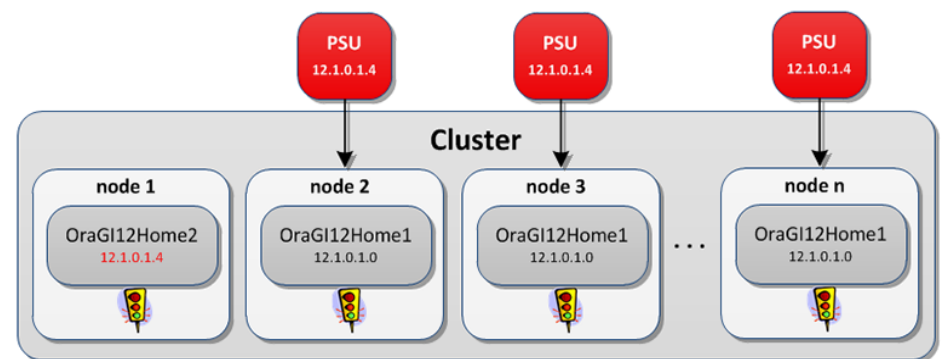 PSU
12.1.0.1.4
PSU
12.1.0.1.4
PSU
12.1.0.1.4
Cluster
node 1
OraGI12Home2
12.1.0.1.4
node 2
OraGI12Home1
12.1.0.1.0
node 3
OraGI12Home1
12.1.0.1.0
...
node n
OraGI12Home1
12.1.0.1.0